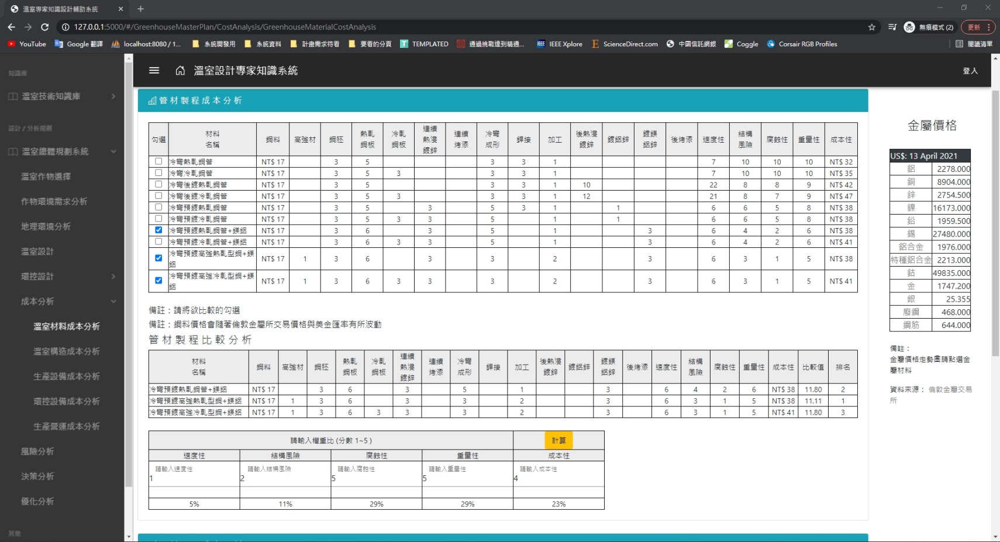 溫室專家知識設計輔助系統
127.0.0.1:5000/#/GreenhouseMasterPlan/CostAnalysis/GreenhouseMaterialCostAnalysis
無痕模式 (2)
更新
YouTube Google 翻譯 localhost:8080 / 1... 系統開發用 系統資料 計畫需求待看 要看的分頁 TEMPLATED 通過挑戰達到精通... IEEE Xplore ScienceDirect.com 中國信託網銀 Coggle Corsair RGB Profiles 閱讀清單
知識庫
溫室技術知識庫
設計 / 分析規劃
溫室總體規劃系統
溫室作物選擇
作物環境需求分析
地理環境分析
溫室設計
環控設計
成本分析
溫室材料成本分析
溫室構造成本分析
生產設備成本分析
環控設備成本分析
生產營運成本分析
風險分析
決策分析
優化分析
其他
溫室設計專家知識系統
登入
管材製程成本分析
勾選 材料名稱 鋼料 高強材 鋼胚 熱軋鋼板 冷軋鋼板 連續熱浸鍍鋅 連續烤漆 冷彎成形 銲接 加工 後熱浸鍍鋅 鍍鋁鋅 鍍鎂鋁鋅 後烤漆 速度性 結構風險 腐蝕性 重量性 成本性
冷彎熱軋鋼管 NT$ 17 3 5 3 3 1 7 10 10 10 NT$ 32
冷彎冷軋鋼管 NT$ 17 3 5 3 3 3 1 7 10 10 10 NT$ 35
冷彎後鍍熱軋鋼管 NT$ 17 3 5 3 3 1 10 22 8 8 9 NT$ 42
冷彎後鍍冷軋鋼管 NT$ 17 3 5 3 3 3 1 12 21 8 7 9 NT$ 47
冷彎預鍍熱軋鋼管 NT$ 17 3 5 3 5 3 1 1 6 6 5 8 NT$ 38
冷彎預鍍冷軋鋼管 NT$ 17 3 5 3 3 5 1 1 6 6 5 8 NT$ 38
冷彎預鍍熱軋鋼管+鎂鋁 NT$ 17 3 6 3 5 1 3 6 4 2 6 NT$ 38
冷彎預鍍冷軋鋼管+鎂鋁 NT$ 17 3 6 3 3 5 1 3 6 4 2 6 NT$ 41
冷彎預鍍高強熱軋型鋼+鎂鋁 NT$ 17 1 3 6 3 3 2 3 6 3 1 5 NT$ 38
冷彎預鍍高強冷軋型鋼+鎂鋁 NT$ 17 1 3 6 3 3 3 2 3 6 3 1 5 NT$ 41
備註：請將欲比較的勾選
備註：鋼料價格會隨著倫敦金屬所交易價格與美金匯率有所波動
管材製程比較分析
材料名稱 鋼料 高強材 鋼胚 熱軋鋼板 冷軋鋼板 連續熱浸鍍鋅 連續烤漆 冷彎成形 銲接 加工 後熱浸鍍鋅 鍍鋁鋅 鍍鎂鋁鋅 後烤漆 速度性 結構風險 腐蝕性 重量性 成本性 比較值 排名
冷彎預鍍熱軋鋼管+鎂鋁 NT$ 17 3 6 3 5 1 3 6 4 2 6 NT$ 38 11.80 2
冷彎預鍍高強熱軋型鋼+鎂鋁 NT$ 17 1 3 6 3 3 2 3 6 3 1 5 NT$ 38 11.11 1
冷彎預鍍高強冷軋型鋼+鎂鋁 NT$ 17 1 3 6 3 3 3 2 3 6 3 1 5 NT$ 41 11.80 3
請輸入權重比 (分數 1~5 ) 計算
速度性 結構風險 腐蝕性 重量性 成本性
請輸入速度性 請輸入結構風險 請輸入腐蝕性 請輸入重量性 請輸入成本性
1 2 5 5 4
5% 11% 29% 29% 23%
金屬價格
US$: 13 April 2021
鋁 2278.000
銅 8904.000
鋅 2754.500
鎳 16173.000
鉛 1959.500
錫 27480.000
鋁合金 1976.000
特種鋁合金 2213.000
鈷 49835.000
金 1747.200
銀 25.355
廢鋼 468.000
鋼筋 644.000
備註：
金屬價格走勢圖請點選金
屬材料
資料來源： 倫敦金屬交易
所